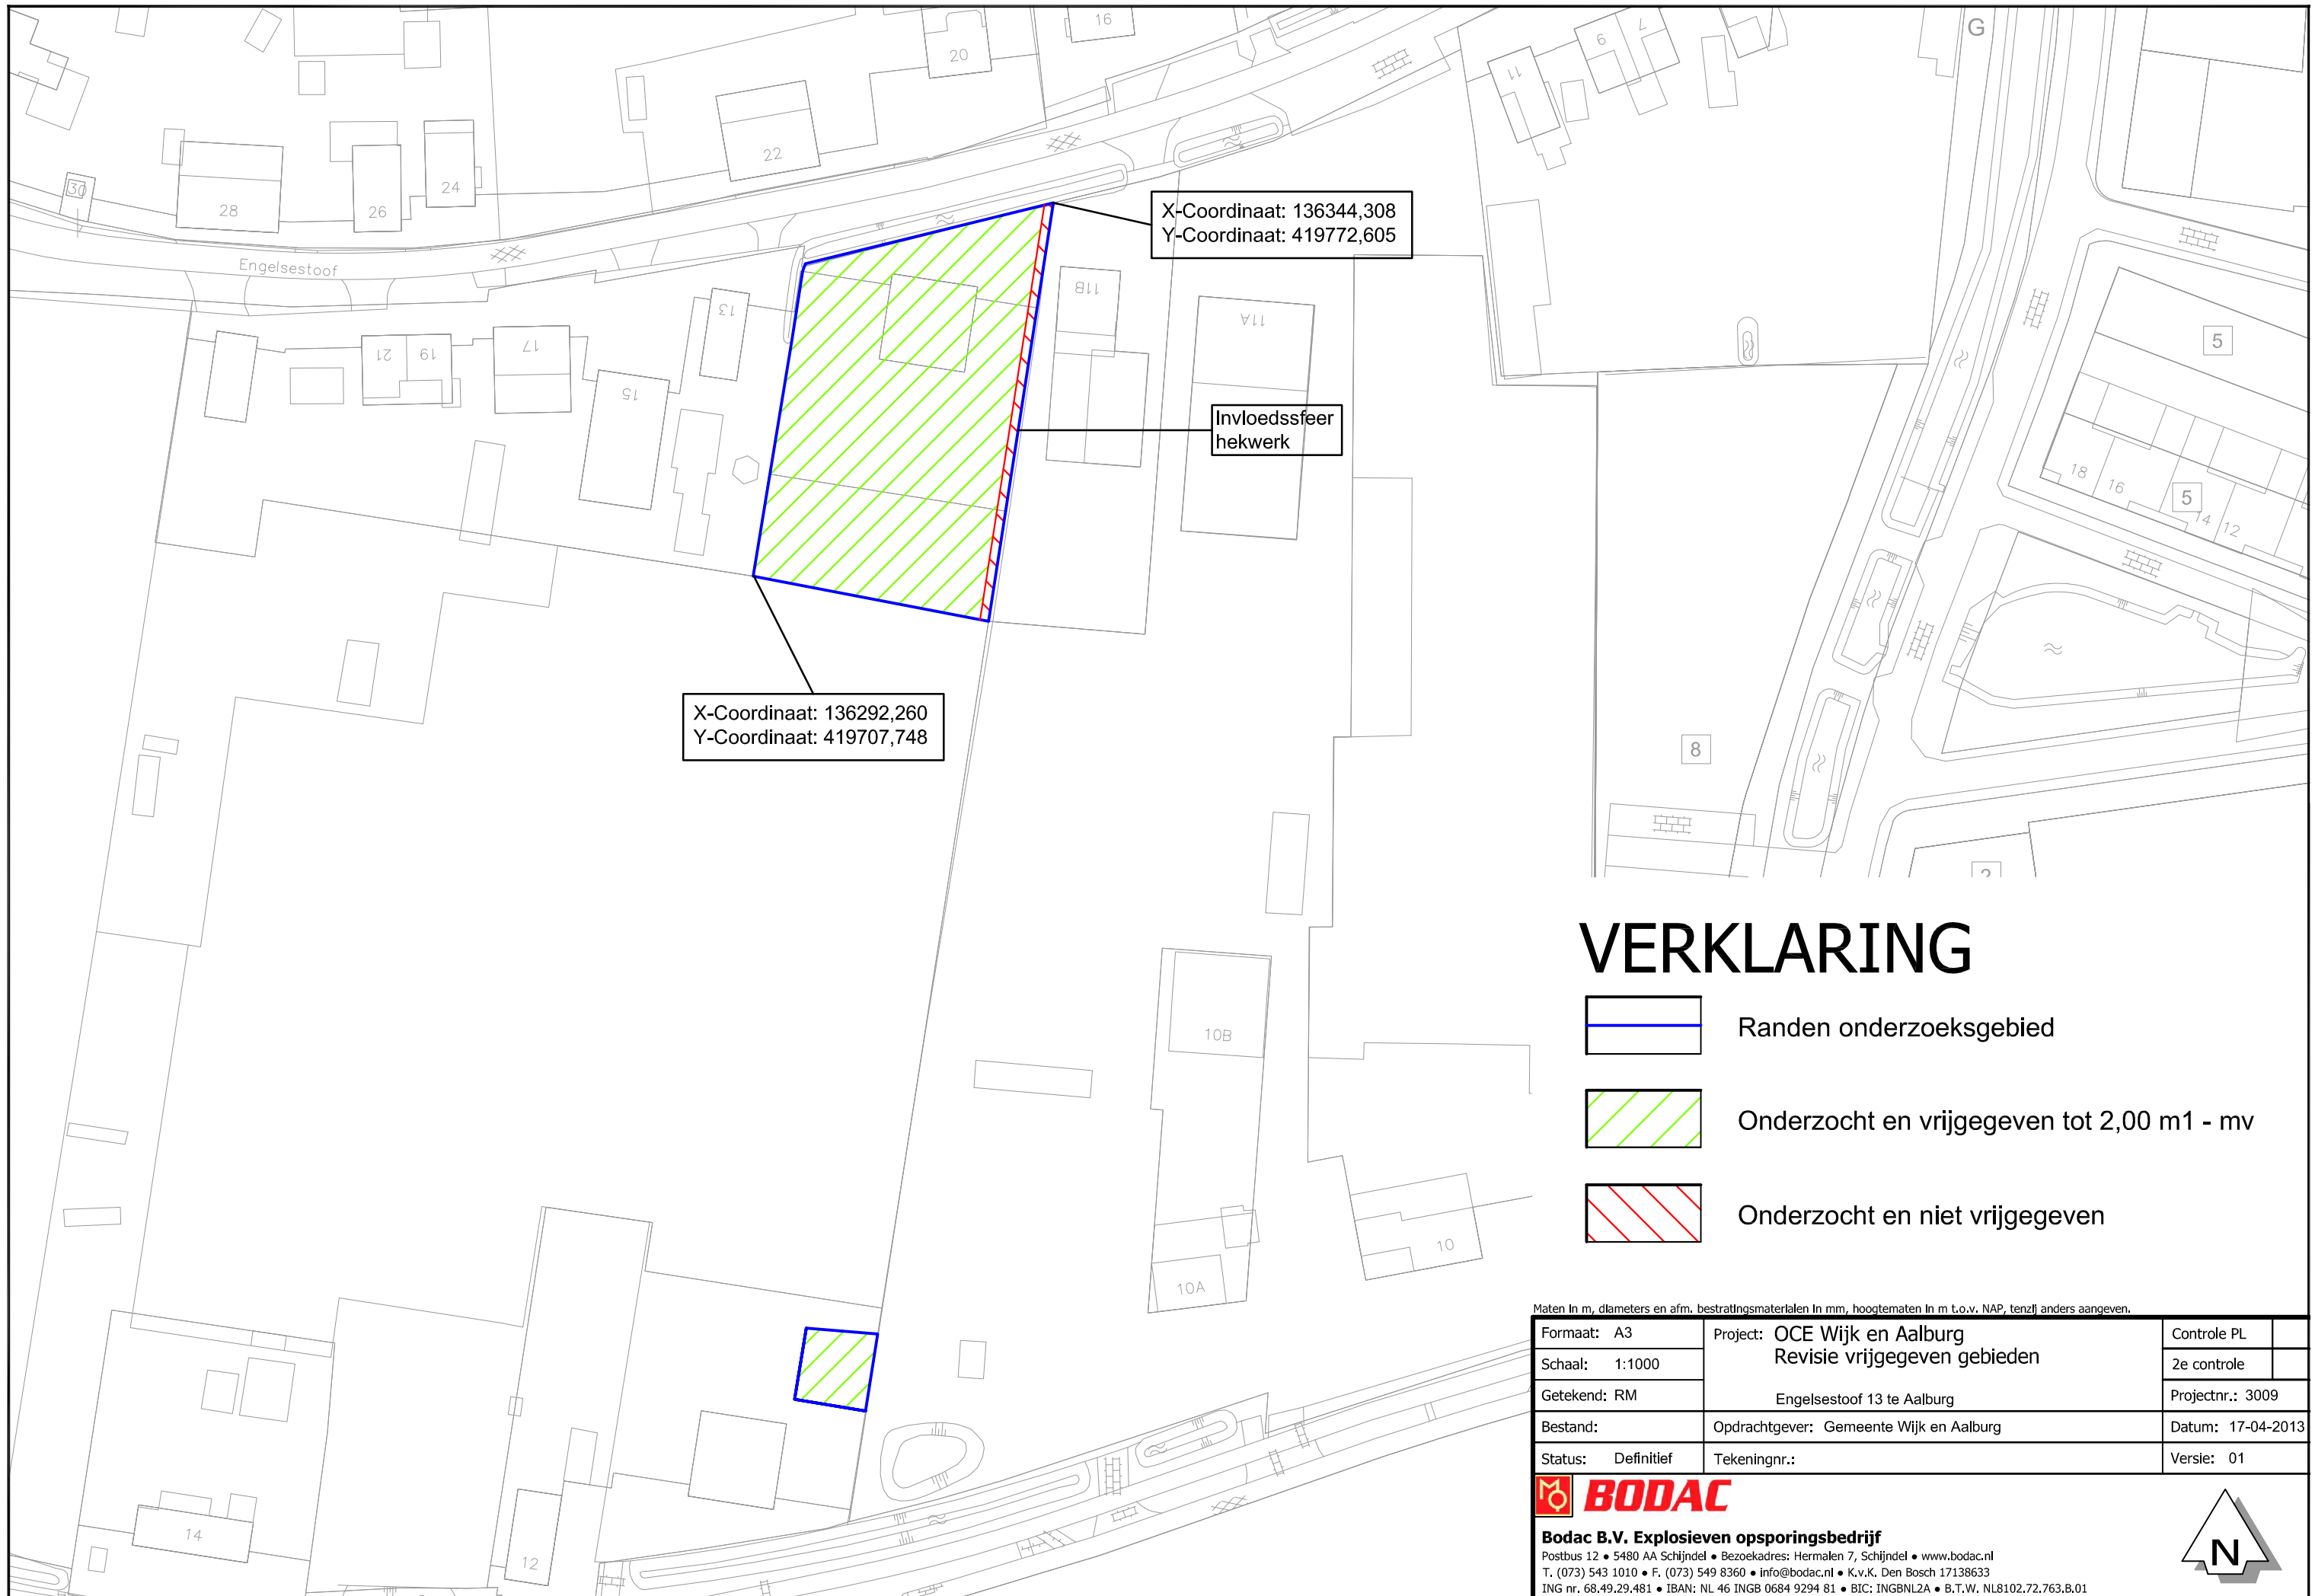 16
20
G
6
7
11
22
30
28
26
24
X-Coordinaat: 136344,308
Y-Coordinaat: 419772,605
Engelsestoof
13
11B
11A
21
19
17
15
5
Invloedssfeer
hekwerk
18
16
5
14
12
X-Coordinaat: 136292,260
Y-Coordinaat: 419707,748
8
2
VERKLARING
Randen onderzoeksgebied
10B
Onderzocht en vrijgegeven tot 2,00 m1 - mv
Onderzocht en niet vrijgegeven
10
10A
Maten in m, diameters en afm. bestratingsmaterialen in mm, hoogtematen in m t.o.v. NAP, tenzij anders aangeven.
Formaat: A3
Project: OCE Wijk en Aalburg
Revisie vrijgegeven gebieden
Controle PL
Schaal: 1:1000
2e controle
Getekend: RM
Engelsestoof 13 te Aalburg
Projectnr.: 3009
Bestand:
Opdrachtgever: Gemeente Wijk en Aalburg
Datum: 17-04-2013
Status: Definitief
Tekeningnr.:
Versie: 01
BODAC
14
12
Bodac B.V. Explosieven opsporingsbedrijf
Postbus 12 • 5480 AA Schijndel • Bezoekadres: Hermalen 7, Schijndel • www.bodac.nl
T. (073) 543 1010 • F. (073) 549 8360 • info@bodac.nl • K.v.K. Den Bosch 17138633
ING nr. 68.49.29.481 • IBAN: NL 46 INGB 0684 9294 81 • BIC: INGBNL2A • B.T.W. NL8102.72.763.B.01
N